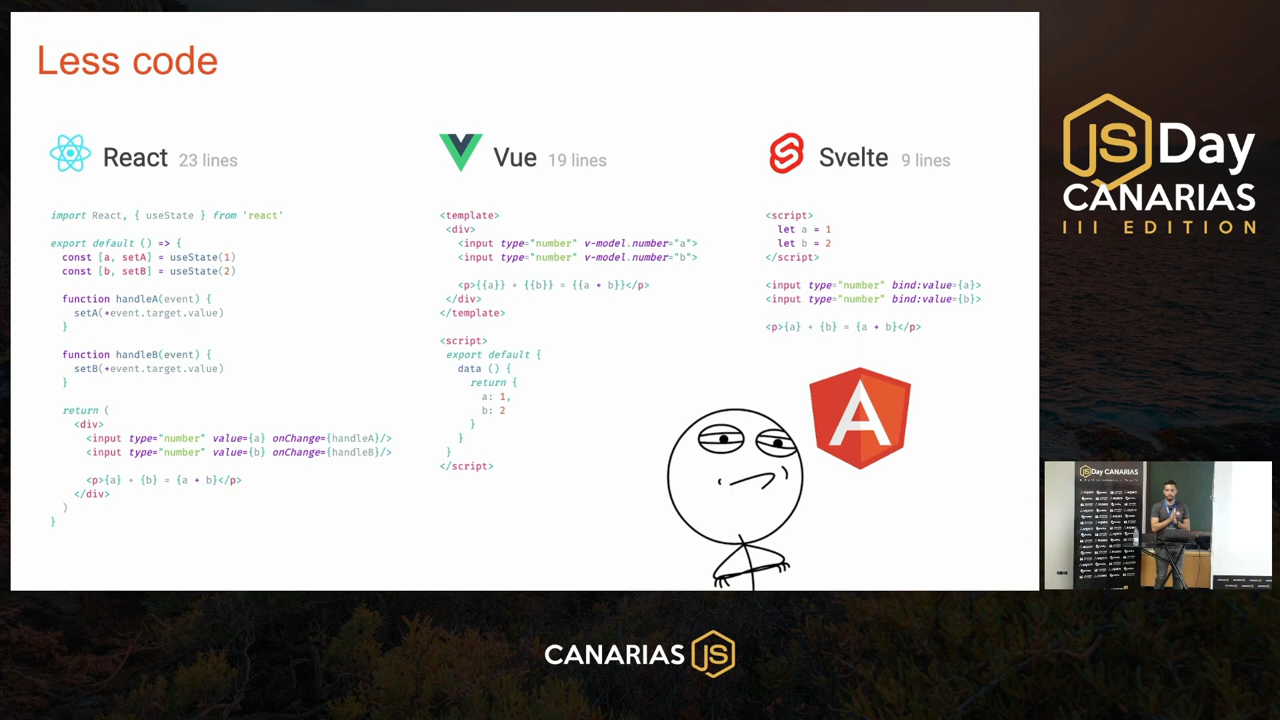 Less code
React 23 lines
import React, { useState } from 'react'
export default () => {
const [a, setA] = useState(1)
const [b, setB] = useState(2)
function handleA(event) {
setA(+event.target.value)
}
function handleB(event) {
setB(+event.target.value)
}
return (
<div>
<input type="number" value={a} onChange={handleA}/>
<input type="number" value={b} onChange={handleB}/>
<p>{a} + {b} = {a + b}</p>
</div>
)
}
Vue 19 lines
<template>
<div>
<input type="number" v-model.number="a">
<input type="number" v-model.number="b">
<p>{{a}} + {{b}} = {{a + b}}</p>
</div>
</template>
<script>
export default {
data () {
return {
a: 1,
b: 2
}
}
}
</script>
Svelte 9 lines
<script>
let a = 1
let b = 2
</script>
<input type="number" bind:value={a}>
<input type="number" bind:value={b}>
<p>{a} + {b} = {a + b}</p>
A
JS Day
CANARIAS
III EDITION
JSDay CANARIAS
CANARIAS JS